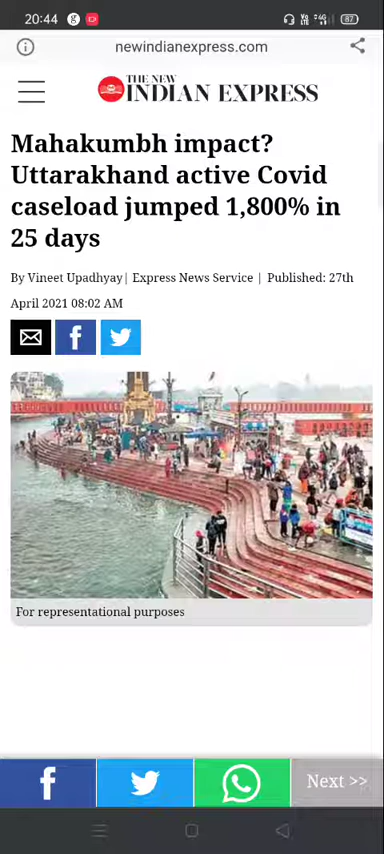 20:44 87
newindianexpress.com
THE NEW
INDIAN EXPRESS
Mahakumbh impact?
Uttarakhand active Covid
caseload jumped 1,800% in
25 days
By Vineet Upadhyay| Express News Service | Published: 27th
April 2021 08:02 AM
For representational purposes
Next >>